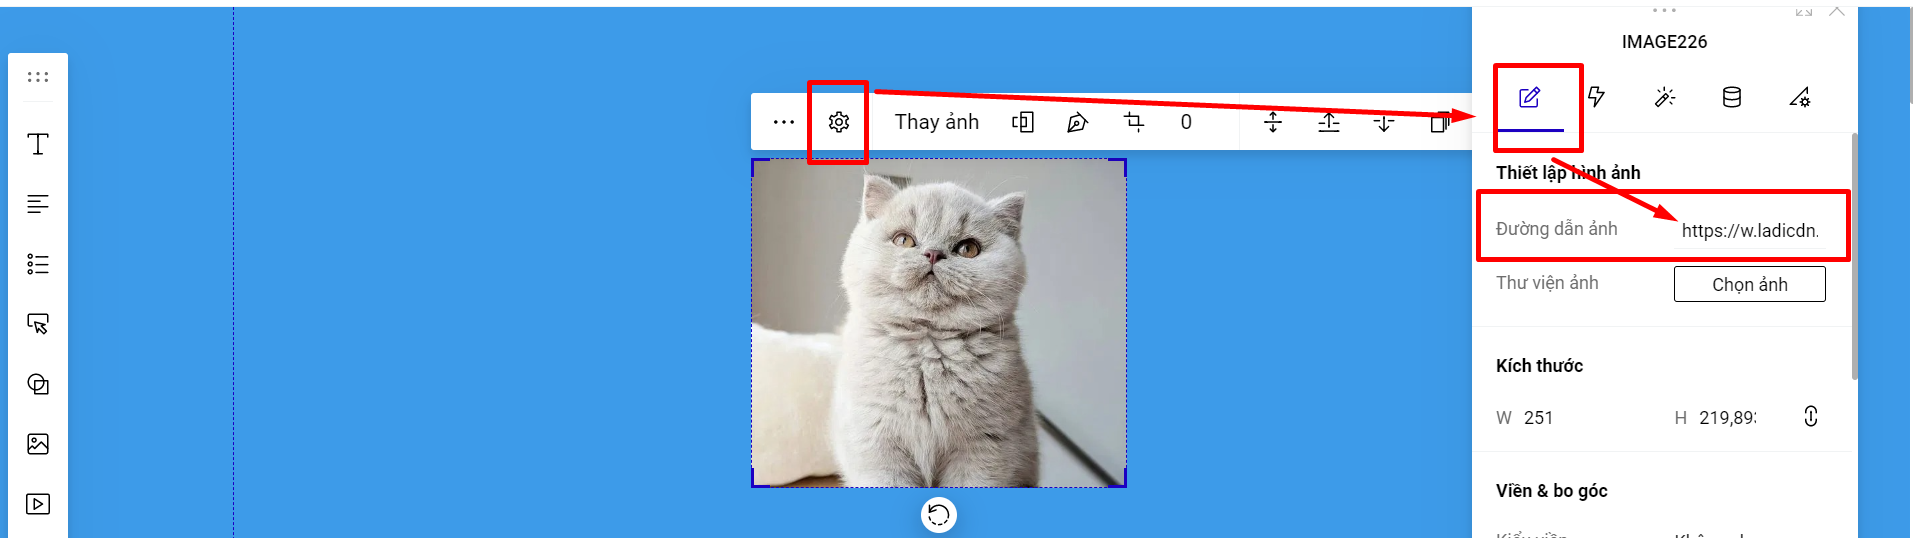 IMAGE226
Thay ảnh
0
Thiết lập hình ảnh
Đường dẫn ảnh https://w.ladicdn.
Thư viện ảnh Chọn ảnh
Kích thước
W 251 H 219,89
Viền & bo góc